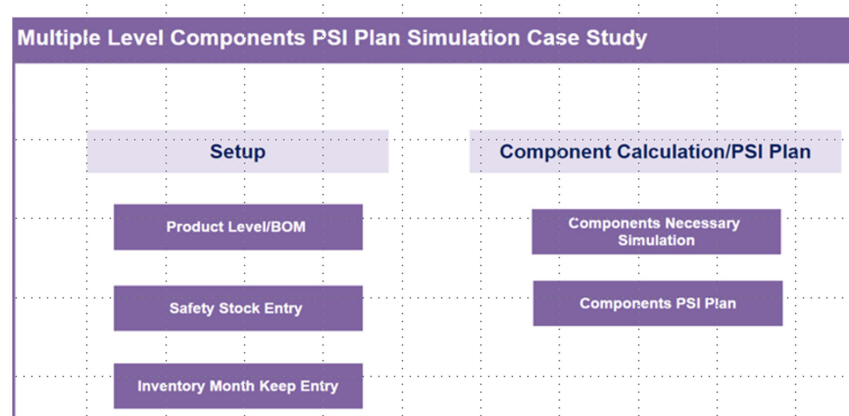 Multiple Level Components PSI Plan Simulation Case Study
Setup
Product Level/BOM
Safety Stock Entry
Inventory Month Keep Entry
Component Calculation/PSI Plan
Components Necessary
Simulation
Components PSI Plan